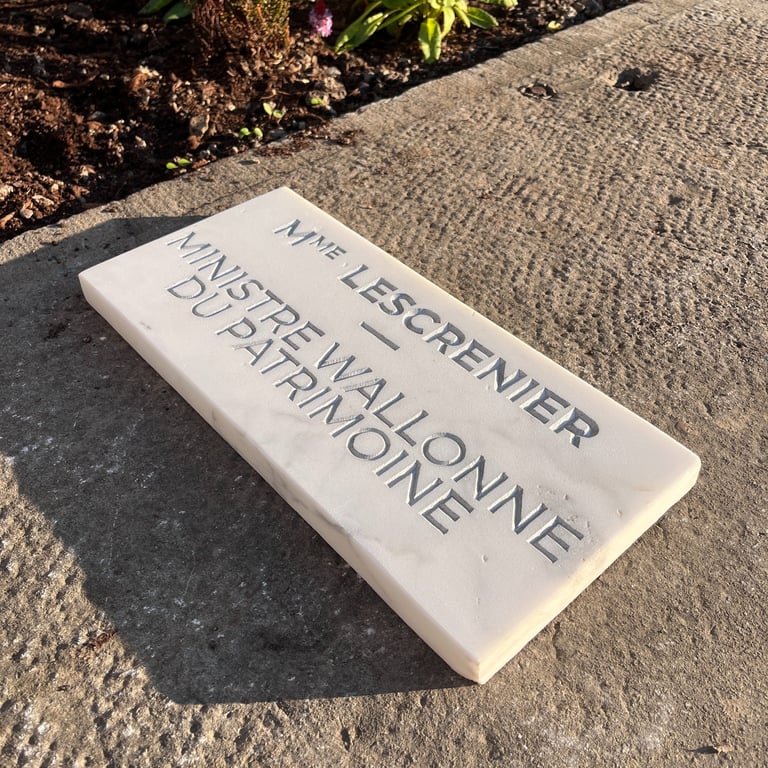 Mme LESCRENIER
—
MINISTRE WALLONNE
DU PATRIMOINE